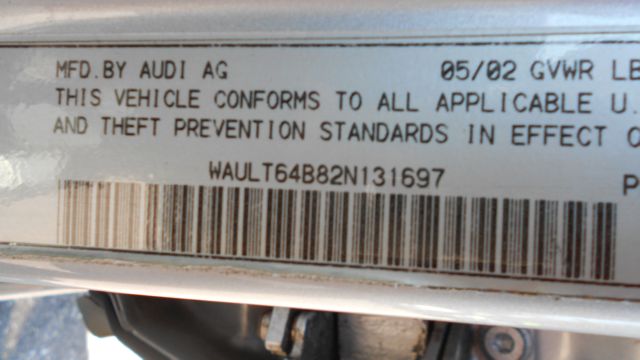 MFD.BY AUDI AG 05/02 GVWR LB
THIS VEHICLE CONFORMS TO ALL APPLICABLE U.
AND THEFT PREVENTION STANDARDS IN EFFECT O
WAULT64B82N131697 P